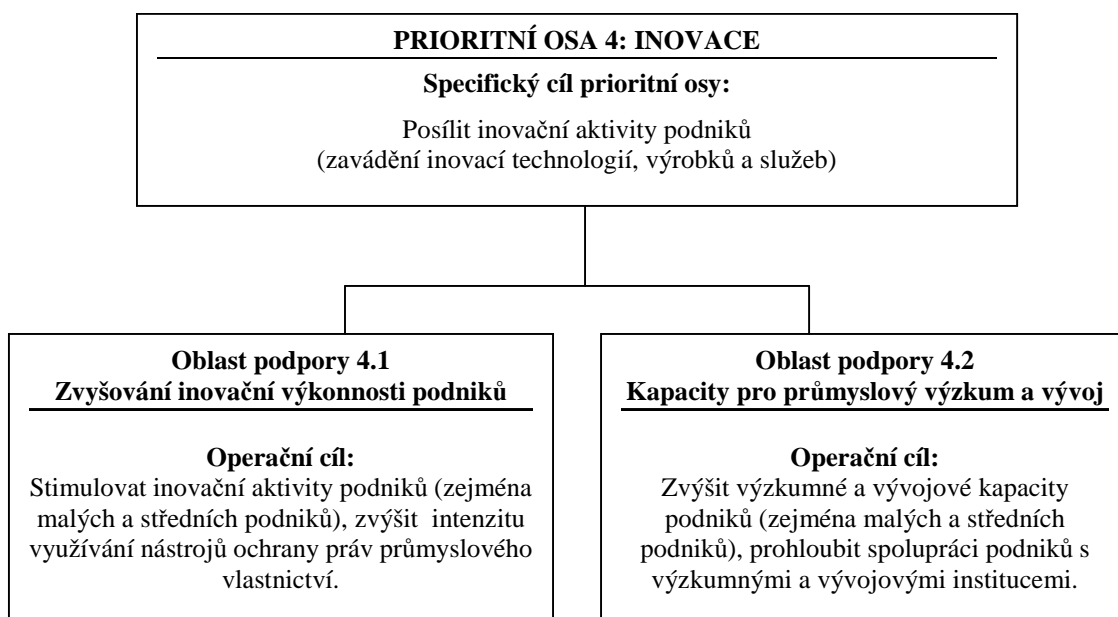 PRIORITNÍ OSA 4: INOVACE
Specifický cíl prioritní osy:
Posílit inovační aktivity podniků
(zavádění inovací technologií, výrobků a služeb)
Oblast podpory 4.1
Zvyšování inovační výkonnosti podniků
Operační cíl:
Stimulovat inovační aktivity podniků (zejména
malých a středních podniků), zvýšit intenzitu
využívání nástrojů ochrany práv průmyslového
vlastnictví.
Oblast podpory 4.2
Kapacity pro průmyslový výzkum a vývoj
Operační cíl:
Zvýšit výzkumné a vývojové kapacity
podniků (zejména malých a středních
podniků), prohloubit spolupráci podniků s
výzkumnými a vývojovými institucemi.